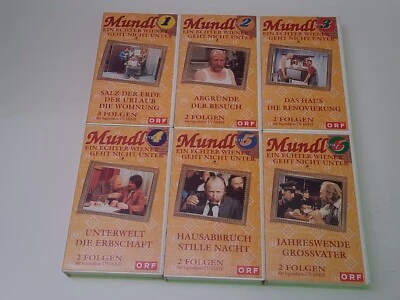 Mundl 1
EIN ECHTER WIENER
GEHT NICHT UNTER
SALZ DER ERDE
DER URLAUB
DIE WOHNUNG
3 FOLGEN
ORF
Mundl 2
EIN ECHTER WIENER
GEHT NICHT UNTER
ABGRÜNDE
DER BESUCH
2 FOLGEN
ORF
Mundl 3
EIN ECHTER WIENER
GEHT NICHT UNTER
DAS HAUS
DIE RENOVIERUNG
2 FOLGEN
ORF
Mundl 4
EIN ECHTER WIENER
GEHT NICHT UNTER
UNTERWELT
DIE ERBSCHAFT
2 FOLGEN
ORF
Mundl 5
EIN ECHTER WIENER
GEHT NICHT UNTER
HAUSABBRUCH
STILLE NACHT
2 FOLGEN
ORF
Mundl 6
EIN ECHTER WIENER
GEHT NICHT UNTER
JAHRESWENDE
GROSSVATER
2 FOLGEN
ORF